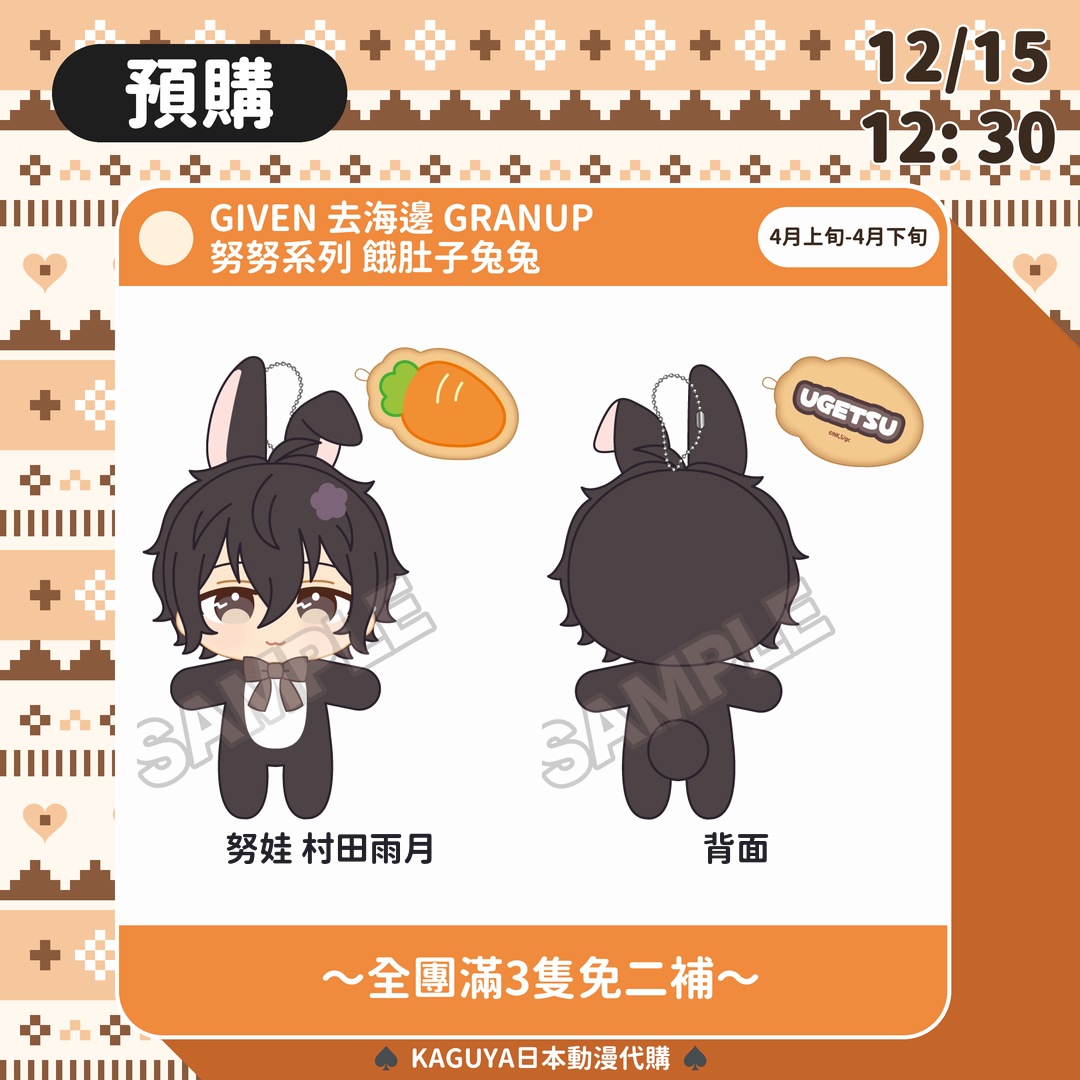 預購
12/15
12:30
GIVEN 去海邊 GRANUP
努努系列 餓肚子兔兔
4月上旬-4月下旬
UGETSU
©NK,S/gc
SAMPLE
SAMPLE
努娃 村田雨月
背面
～全團滿3隻免二補～
♠ KAGUYA日本動漫代購 ♠